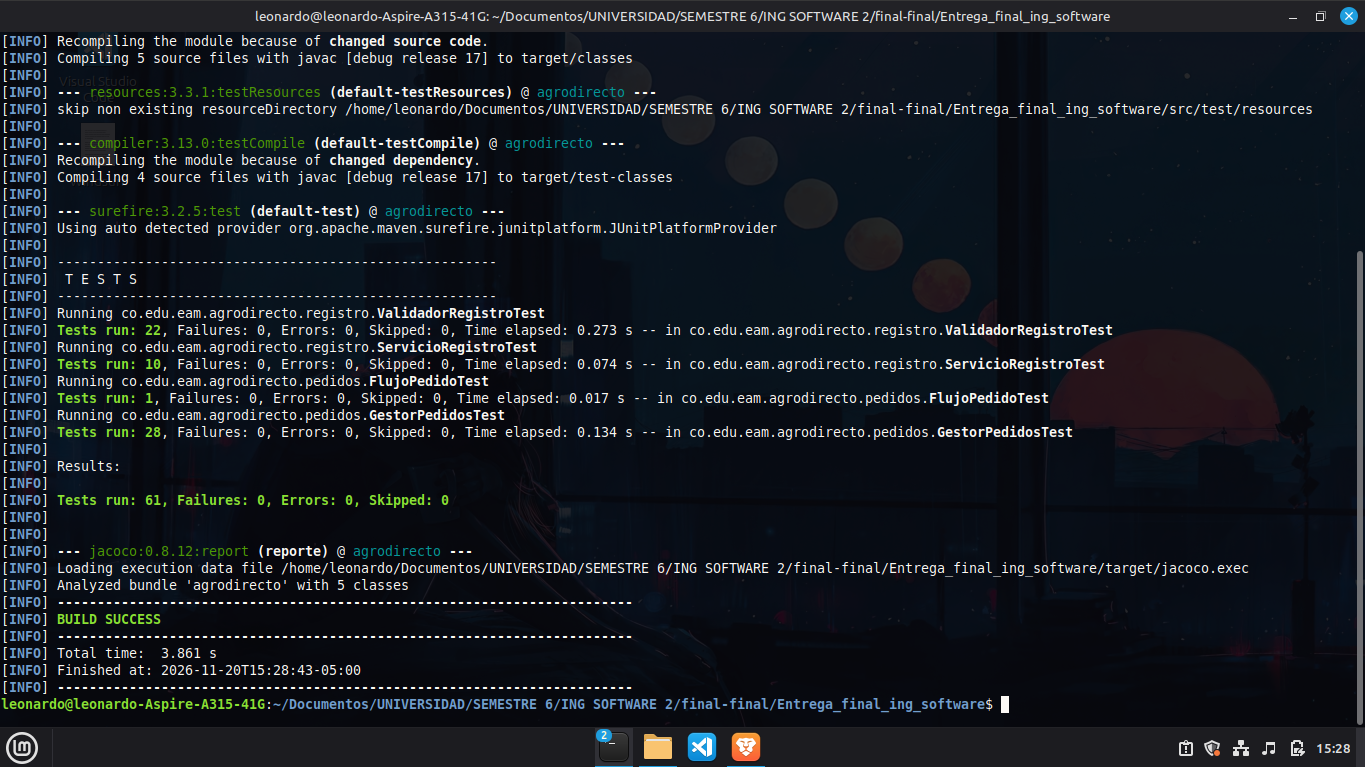 leonardo@leonardo-Aspire-A315-41G: ~/Documentos/UNIVERSIDAD/SEMESTRE 6/ING SOFTWARE 2/final-final/Entrega_final_ing_software
[INFO] Recompiling the module because of changed source code.
[INFO] Compiling 5 source files with javac [debug release 17] to target/classes
[INFO]
Visual Studio
[INFO] --- resources:3.3.1:testResources (default-testResources) @ agrodirecto ---
[INFO] skip non existing resourceDirectory /home/leonardo/Documentos/UNIVERSIDAD/SEMESTRE 6/ING SOFTWARE 2/final-final/Entrega_final_ing_software/src/test/resources
[INFO]
[INFO] --- compiler:3.13.0:testCompile (default-testCompile) @ agrodirecto ---
[INFO] Recompiling the module because of changed dependency.
[INFO] Compiling 4 source files with javac [debug release 17] to target/test-classes
[INFO]
[INFO] --- surefire:3.2.5:test (default-test) @ agrodirecto ---
[INFO] Using auto detected provider org.apache.maven.surefire.junitplatform.JUnitPlatformProvider
[INFO]
[INFO] -------------------------------------------------------
[INFO]  T E S T S
[INFO] -------------------------------------------------------
[INFO] Running co.edu.eam.agrodirecto.registro.ValidadorRegistroTest
[INFO] Tests run: 22, Failures: 0, Errors: 0, Skipped: 0, Time elapsed: 0.273 s -- in co.edu.eam.agrodirecto.registro.ValidadorRegistroTest
[INFO] Running co.edu.eam.agrodirecto.registro.ServicioRegistroTest
[INFO] Tests run: 10, Failures: 0, Errors: 0, Skipped: 0, Time elapsed: 0.074 s -- in co.edu.eam.agrodirecto.registro.ServicioRegistroTest
[INFO] Running co.edu.eam.agrodirecto.pedidos.FlujoPedidoTest
[INFO] Tests run: 1, Failures: 0, Errors: 0, Skipped: 0, Time elapsed: 0.017 s -- in co.edu.eam.agrodirecto.pedidos.FlujoPedidoTest
[INFO] Running co.edu.eam.agrodirecto.pedidos.GestorPedidosTest
[INFO] Tests run: 28, Failures: 0, Errors: 0, Skipped: 0, Time elapsed: 0.134 s -- in co.edu.eam.agrodirecto.pedidos.GestorPedidosTest
[INFO]
[INFO] Results:
[INFO]
[INFO] Tests run: 61, Failures: 0, Errors: 0, Skipped: 0
[INFO]
[INFO]
[INFO] --- jacoco:0.8.12:report (reporte) @ agrodirecto ---
[INFO] Loading execution data file /home/leonardo/Documentos/UNIVERSIDAD/SEMESTRE 6/ING SOFTWARE 2/final-final/Entrega_final_ing_software/target/jacoco.exec
[INFO] Analyzed bundle 'agrodirecto' with 5 classes
[INFO] ------------------------------------------------------------------------
[INFO] BUILD SUCCESS
[INFO] ------------------------------------------------------------------------
[INFO] Total time:  3.861 s
[INFO] Finished at: 2026-11-20T15:28:43-05:00
[INFO] ------------------------------------------------------------------------
leonardo@leonardo-Aspire-A315-41G:~/Documentos/UNIVERSIDAD/SEMESTRE 6/ING SOFTWARE 2/final-final/Entrega_final_ing_software$
2
15:28